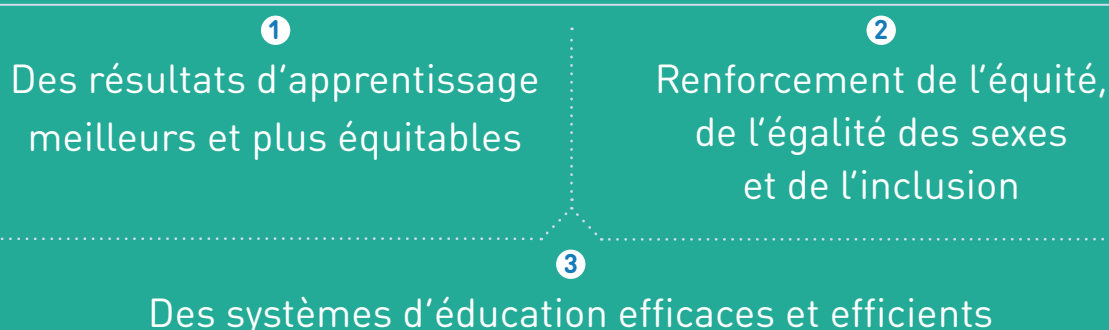 1
Des résultats d’apprentissage
meilleurs et plus équitables
2
Renforcement de l’équité,
de l’égalité des sexes
et de l’inclusion
3
Des systèmes d’éducation efficaces et efficients